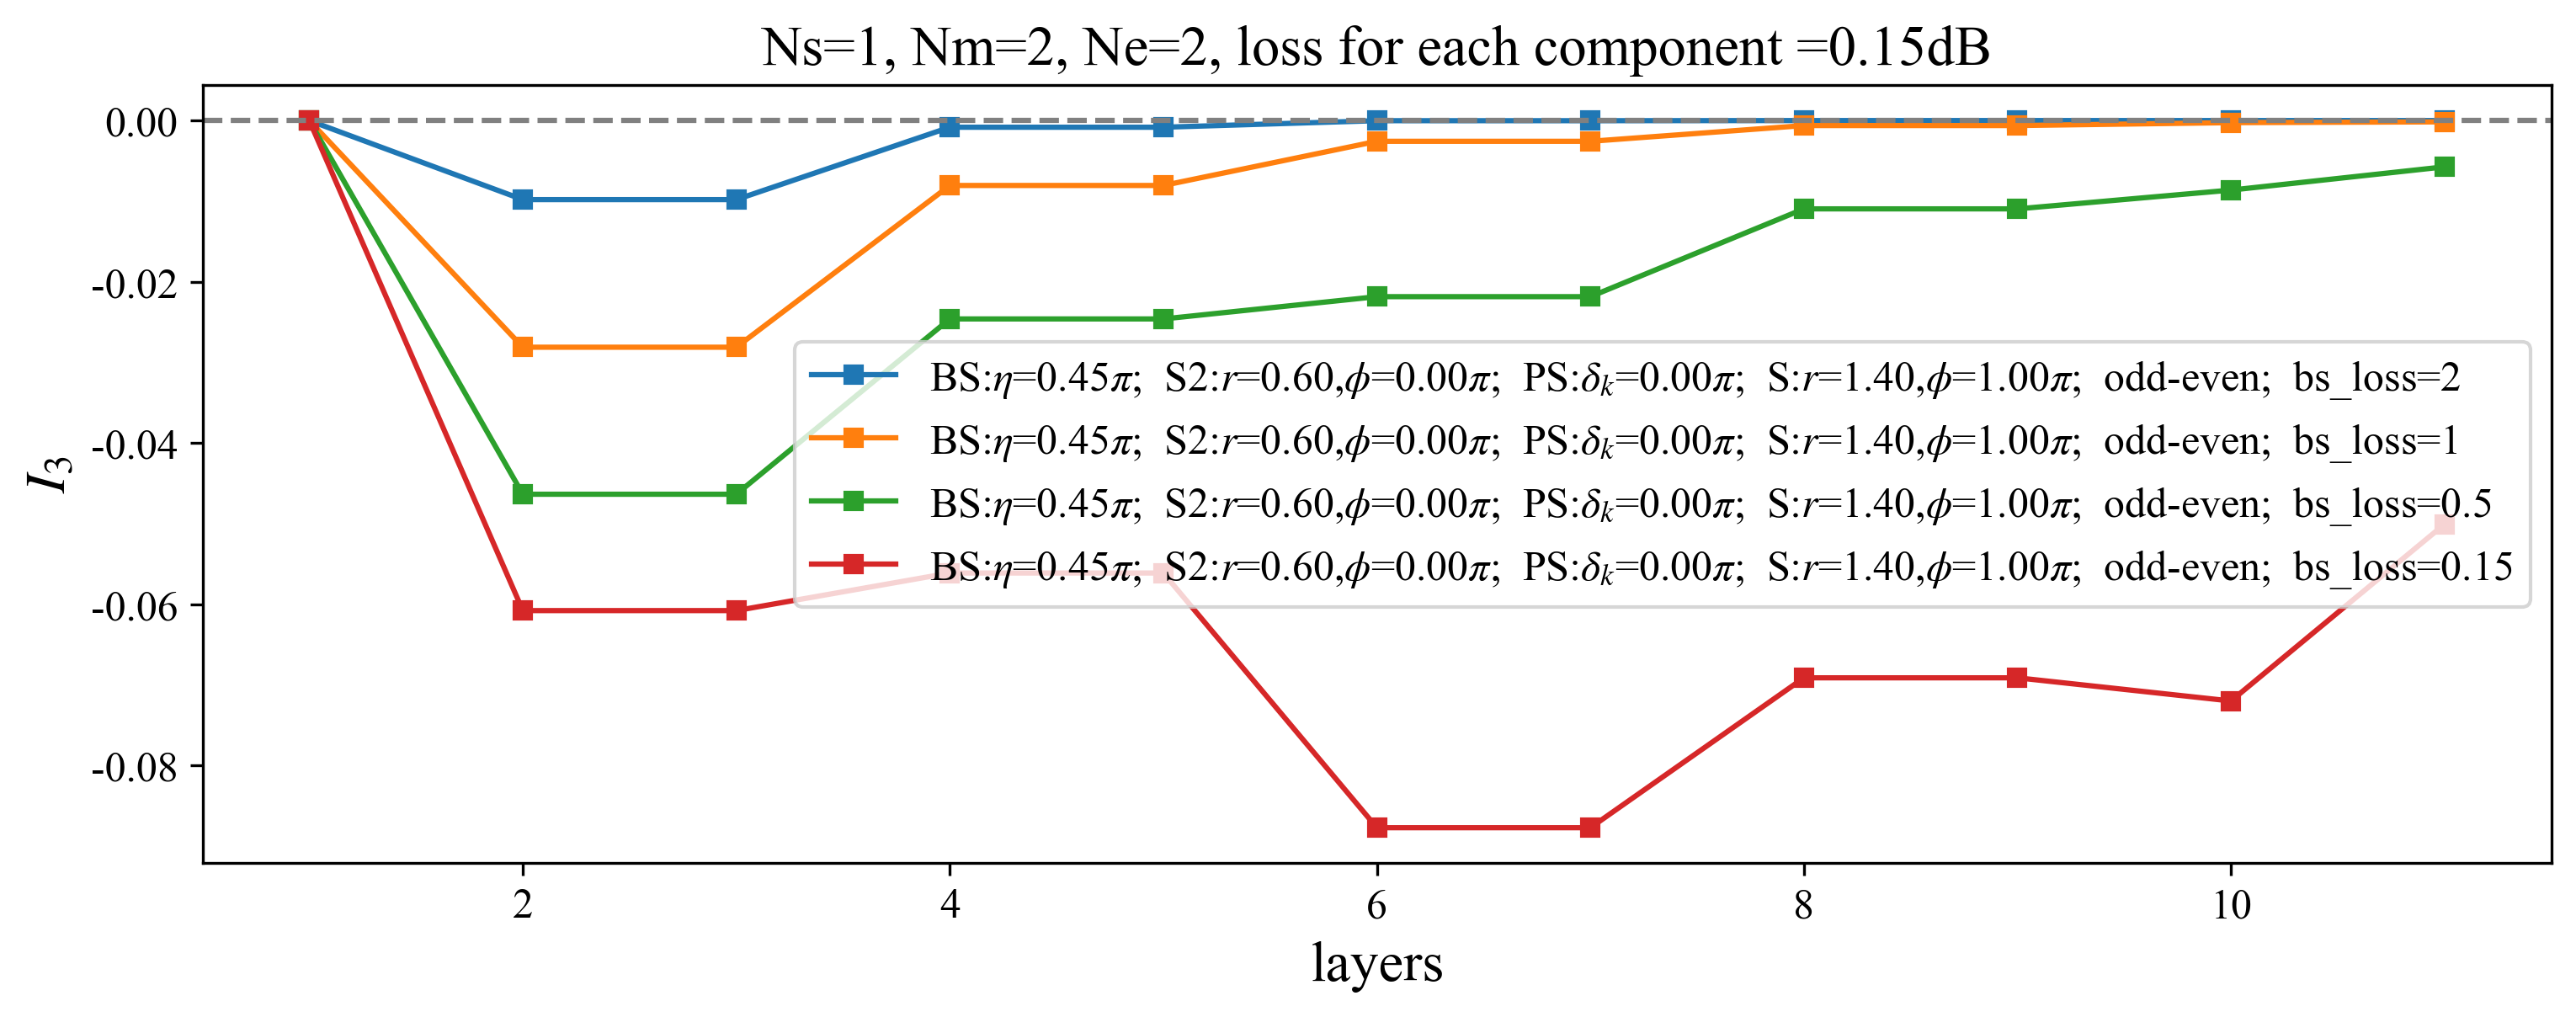 Ns=1, Nm=2, Ne=2, loss for each component =0.15dB
0.00
-0.02
-0.04
-0.06
-0.08
I₃
BS:η=0.45π; S2:r=0.60,ϕ=0.00π; PS:δₖ=0.00π; S:r=1.40,ϕ=1.00π; odd-even; bs_loss=2
BS:η=0.45π; S2:r=0.60,ϕ=0.00π; PS:δₖ=0.00π; S:r=1.40,ϕ=1.00π; odd-even; bs_loss=1
BS:η=0.45π; S2:r=0.60,ϕ=0.00π; PS:δₖ=0.00π; S:r=1.40,ϕ=1.00π; odd-even; bs_loss=0.5
BS:η=0.45π; S2:r=0.60,ϕ=0.00π; PS:δₖ=0.00π; S:r=1.40,ϕ=1.00π; odd-even; bs_loss=0.15
2 4 6 8 10
layers